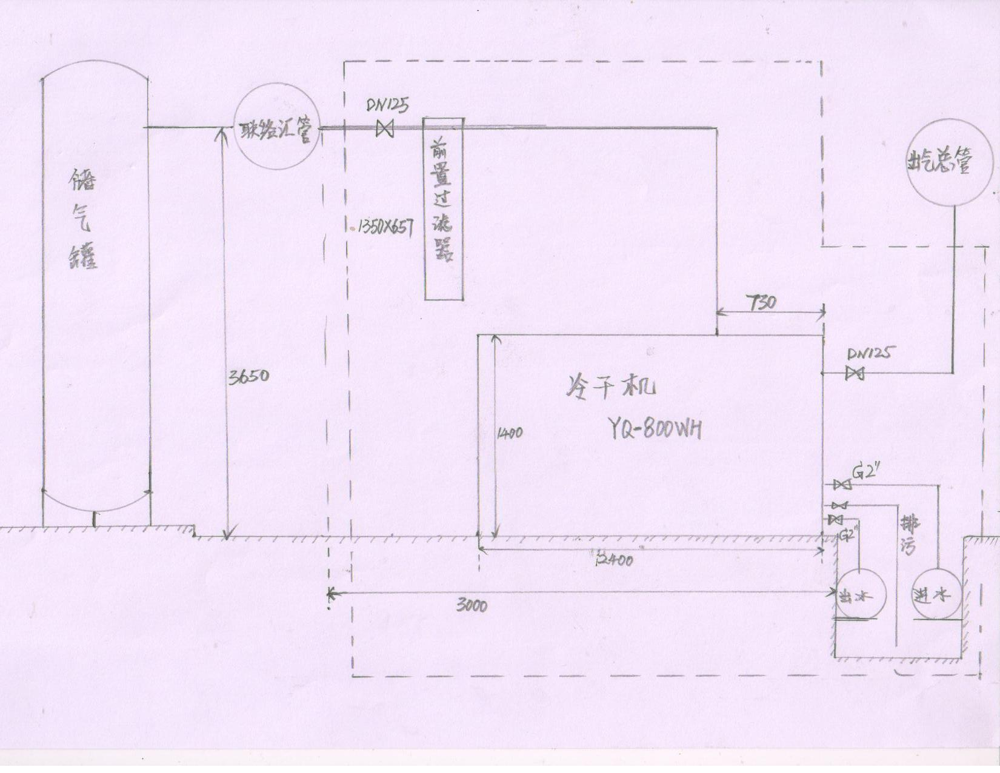 DN125
联络汇管
前置过滤器
出气总管
储气罐
1350X657
730
DN125
3650
冷干机
YQ-800WH
1400
G2"
排污
G2"
2400
出水
进水
3000